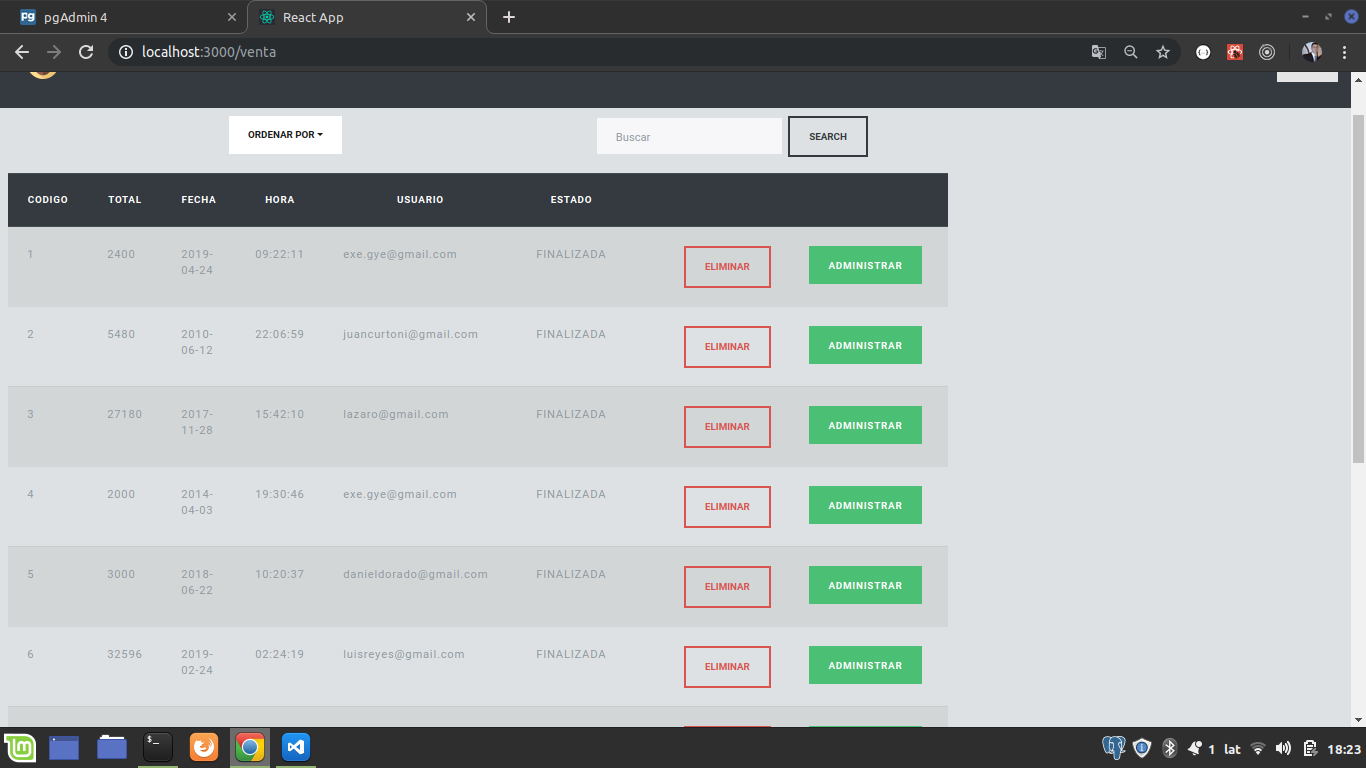 pgAdmin 4
React App
localhost:3000/venta
ORDENAR POR
Buscar
SEARCH
CODIGO TOTAL FECHA HORA USUARIO ESTADO
1 2400 2019-04-24 09:22:11 exe.gye@gmail.com FINALIZADA ELIMINAR ADMINISTRAR
2 5480 2010-06-12 22:06:59 juancurtoni@gmail.com FINALIZADA ELIMINAR ADMINISTRAR
3 27180 2017-11-28 15:42:10 lazaro@gmail.com FINALIZADA ELIMINAR ADMINISTRAR
4 2000 2014-04-03 19:30:46 exe.gye@gmail.com FINALIZADA ELIMINAR ADMINISTRAR
5 3000 2018-06-22 10:20:37 danieldorado@gmail.com FINALIZADA ELIMINAR ADMINISTRAR
6 32596 2019-02-24 02:24:19 luisreyes@gmail.com FINALIZADA ELIMINAR ADMINISTRAR
1 lat 18:23